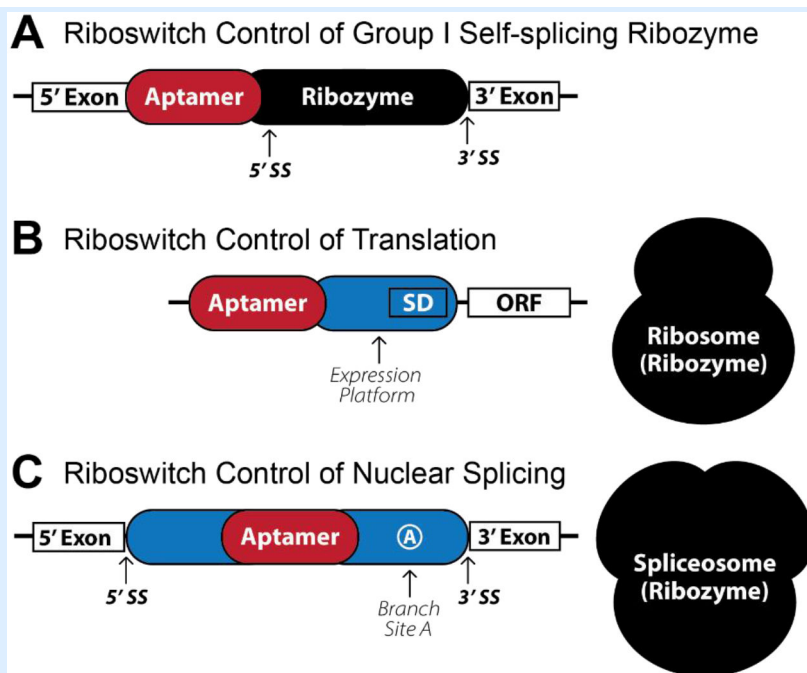 A Riboswitch Control of Group I Self-splicing Ribozyme
5' Exon Aptamer Ribozyme 3' Exon
5' SS 3' SS
B Riboswitch Control of Translation
Aptamer SD ORF
Expression
Platform
Ribosome
(Ribozyme)
C Riboswitch Control of Nuclear Splicing
5' Exon Aptamer A 3' Exon
5' SS 3' SS
Branch
Site A
Spliceosome
(Ribozyme)